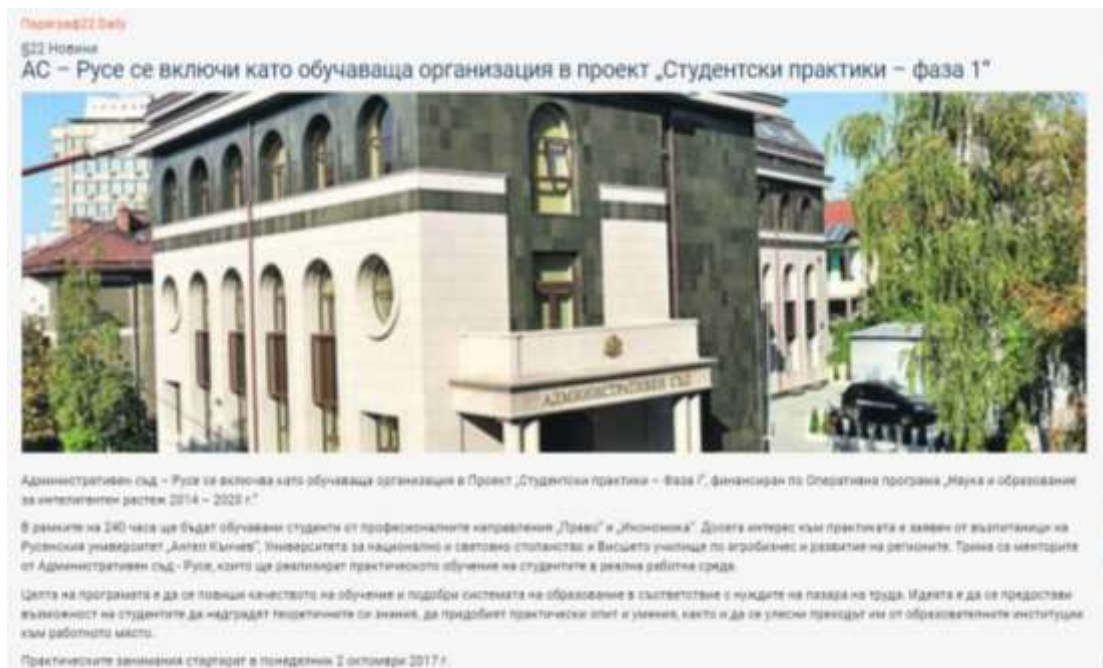 Параграф22 Daily
§22 Новини
АС – Русе се включи като обучаваща организация в проект „Студентски практики – фаза 1“
АДМИНИСТРАТИВЕН СЪД
Административен съд – Русе се включва като обучаваща организация в Проект „Студентски практики – Фаза I“, финансиран по Оперативна програма „Наука и образование
за интелигентен растеж 2014 – 2020 г.“
В рамките на 240 часа ще бъдат обучавани студенти от професионалните направления „Право“ и „Икономика“. Досега интерес към практиката е заявен от възпитаници на
Русенския университет „Ангел Кънчев“, Университета за национално и световно стопанство и Висшето училище по агробизнес и развитие на регионите. Трима са менторите
от Административен съд - Русе, които ще реализират практическото обучение на студентите в реална работна среда.
Целта на програмата е да се повиши качеството на обучение и подобри системата на образование в съответствие с нуждите на пазара на труда. Идеята е да се предостави
възможност на студентите да надградят теоретичните си знания, да придобият практически опит и умения, както и да се улесни преходът им от образователните институции
към работното място.
Практическите занимания стартират в понеделник 2 октомври 2017 г.